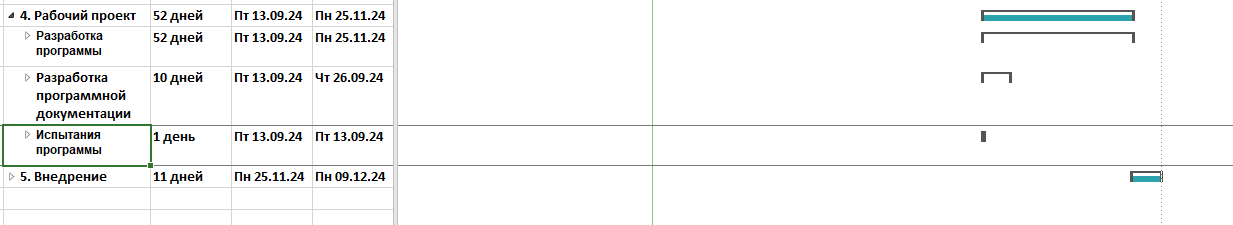 4. Рабочий проект 52 дней Пт 13.09.24 Пн 25.11.24
Разработка 52 дней Пт 13.09.24 Пн 25.11.24
программы
Разработка 10 дней Пт 13.09.24 Чт 26.09.24
программной
документации
Испытания 1 день Пт 13.09.24 Пт 13.09.24
программы
5. Внедрение 11 дней Пн 25.11.24 Пн 09.12.24